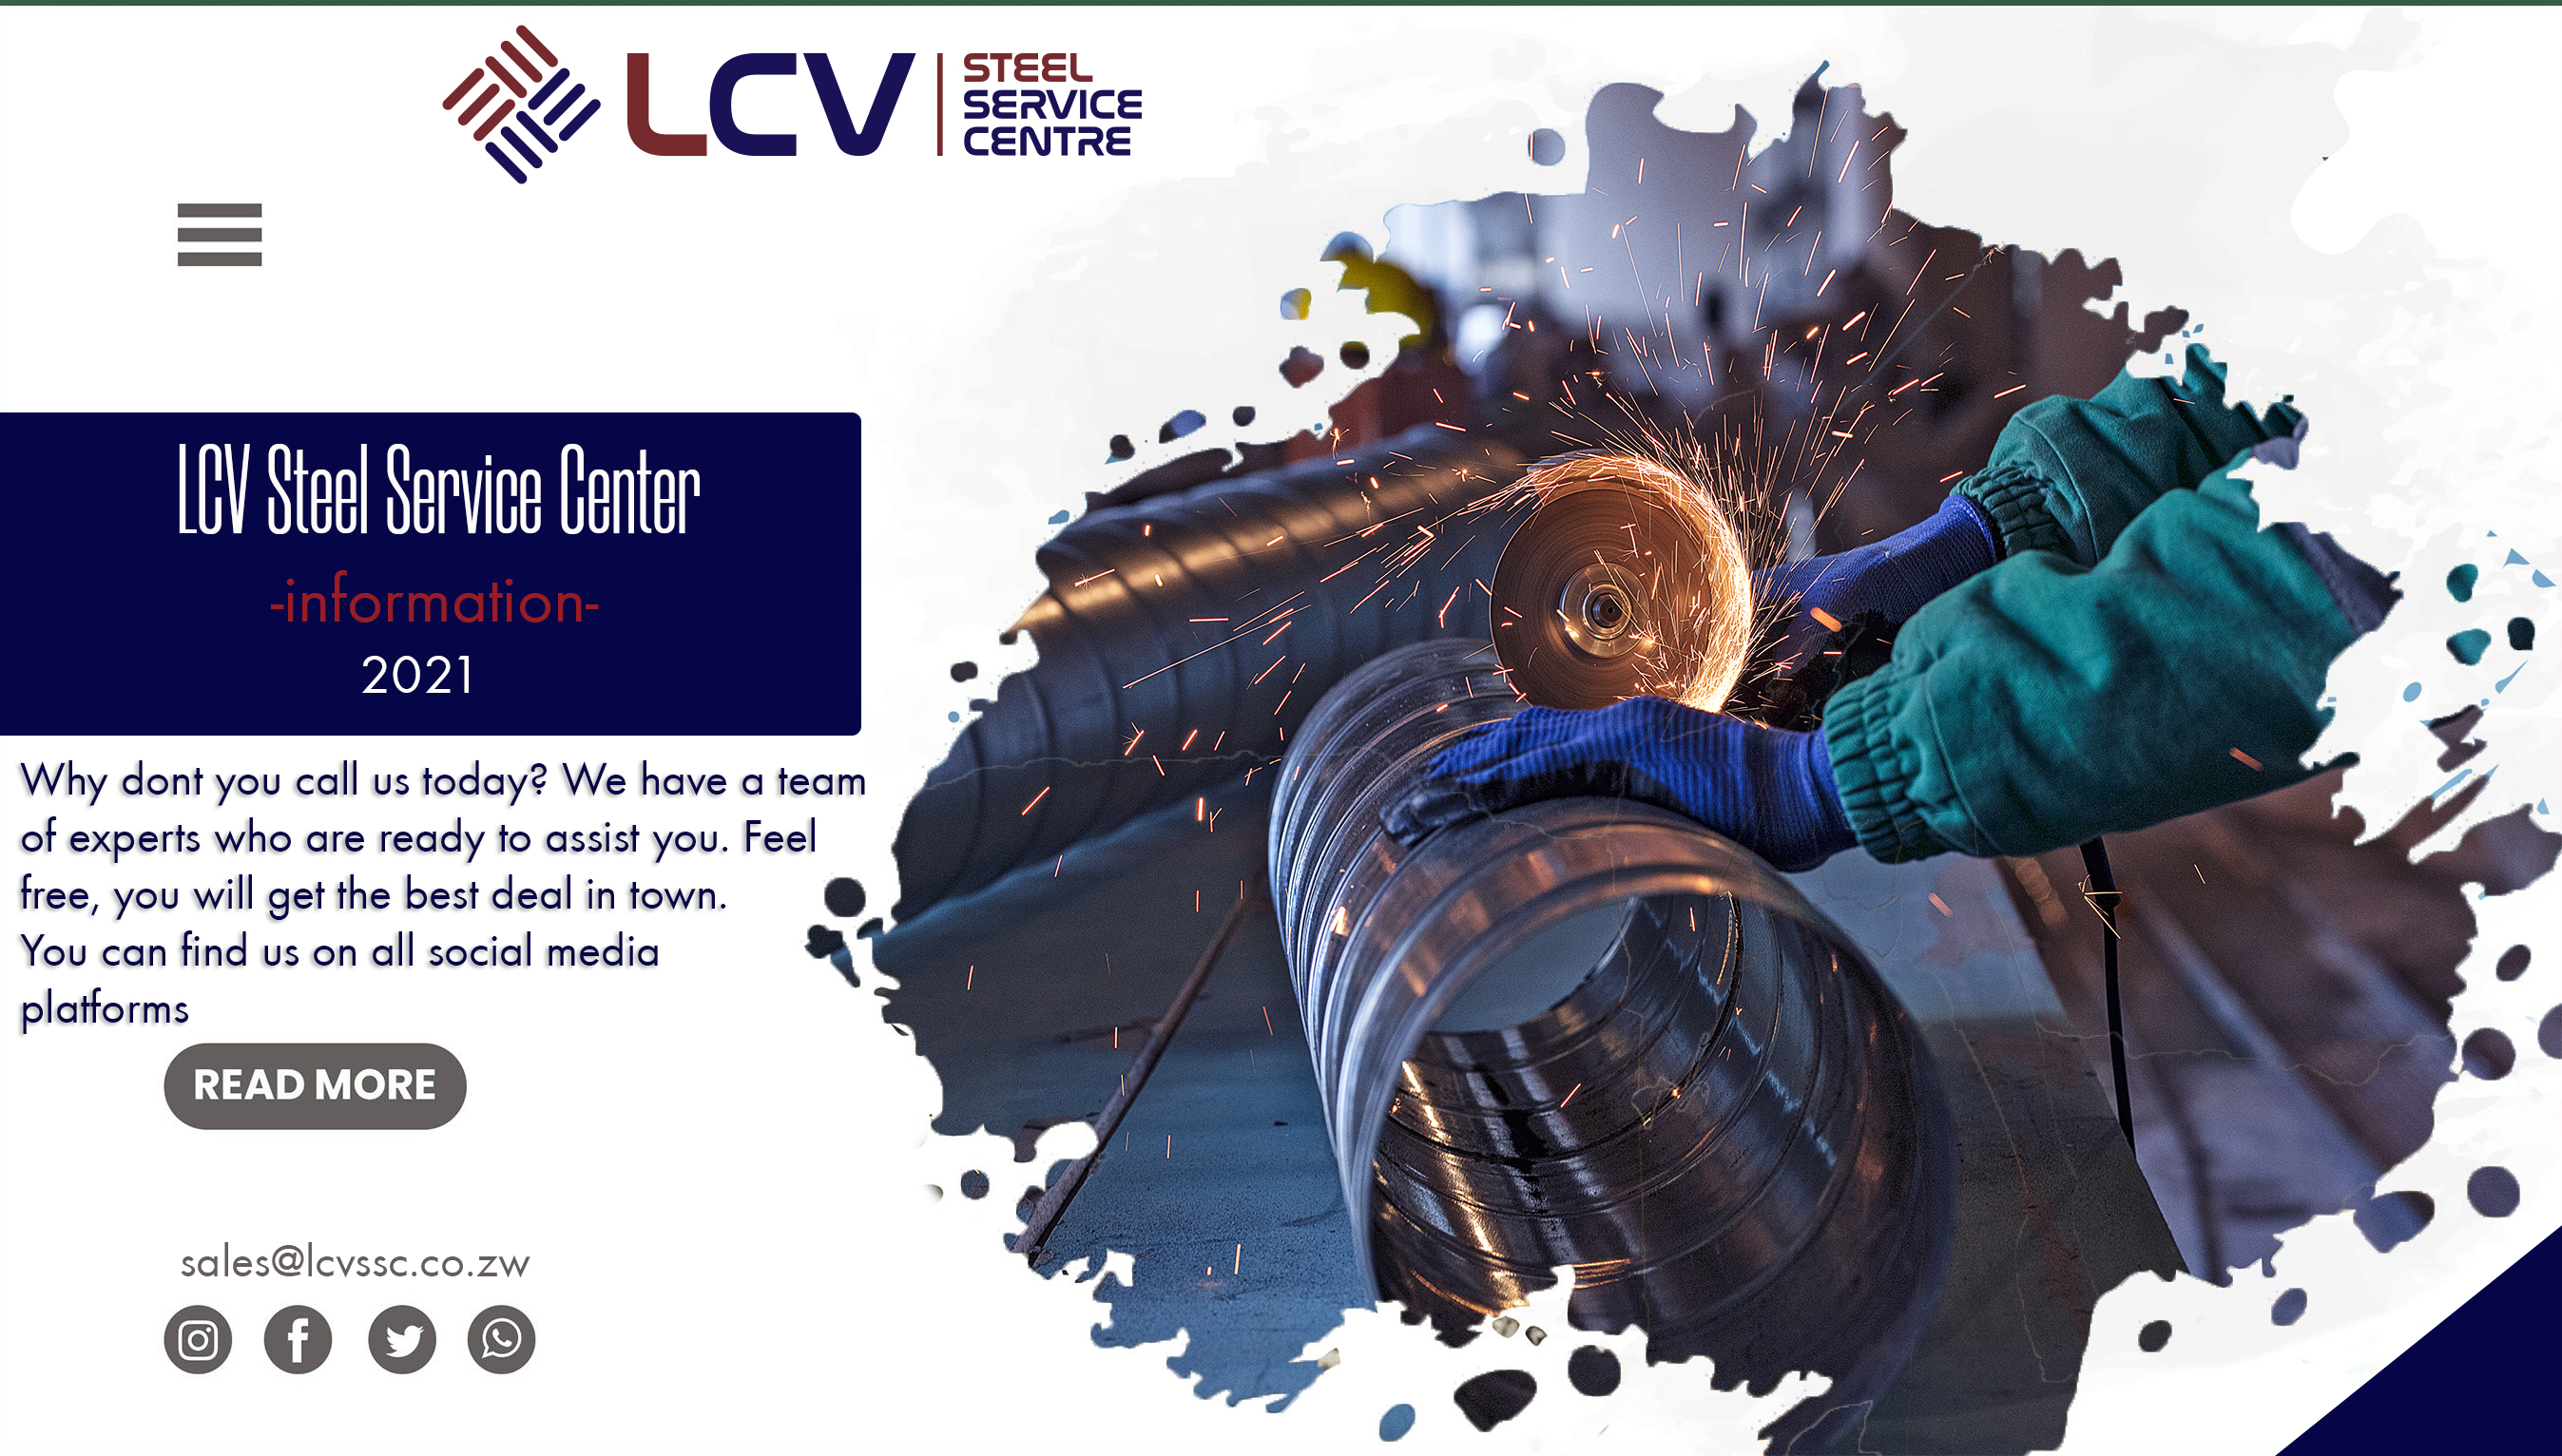 LCV
STEEL
SERVICE
CENTRE
LCV Steel Service Center
-information-
2021
Why dont you call us today? We have a team
of experts who are ready to assist you. Feel
free, you will get the best deal in town.
You can find us on all social media
platforms
READ MORE
sales@lcvssc.co.zw